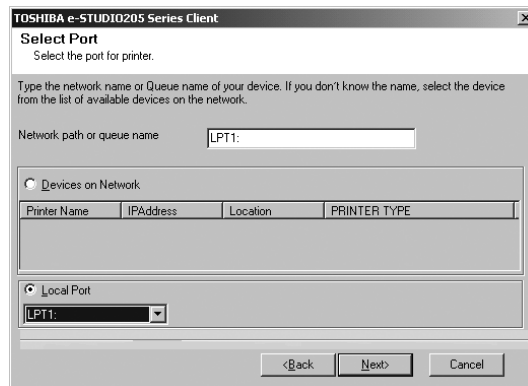 TOSHIBA e-STUDIO205 Series Client
Select Port
Select the port for printer.
Type the network name or Queue name of your device. If you don't know the name, select the device
from the list of available devices on the network.
Network path or queue name
LPT1:
Devices on Network
Printer Name IPAddress Location PRINTER TYPE
Local Port
LPT1:
<Back Next> Cancel